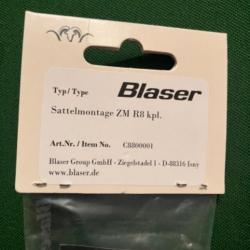 Typ / Type
Blaser
Sattelmontage ZM R8 kpl.
Art.Nr. / Item No. C8800001
Blaser Group GmbH - Ziegelstadel 1 - D-88316 Isny
www.blaser.de